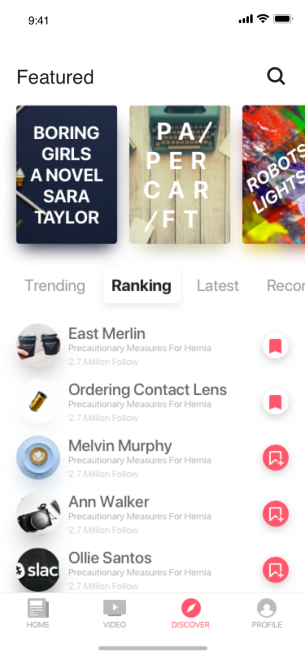 9:41
Featured
BORING
GIRLS
A NOVEL
SARA
TAYLOR
PA/
PER
CAR
/FT
ROBOTS
LIGHTS
Trending
Ranking
Latest
Recor
East Merlin
Precautionary Measures For Hernia
2.7 Million Follow
Ordering Contact Lens
Precautionary Measures For Hernia
2.7 Million Follow
Melvin Murphy
Precautionary Measures For Hernia
2.7 Million Follow
Ann Walker
Precautionary Measures For Hernia
2.7 Million Follow
slac
Ollie Santos
Precautionary Measures For Hernia
2.7 Million Follow
HOME
VIDEO
DISCOVER
PROFILE